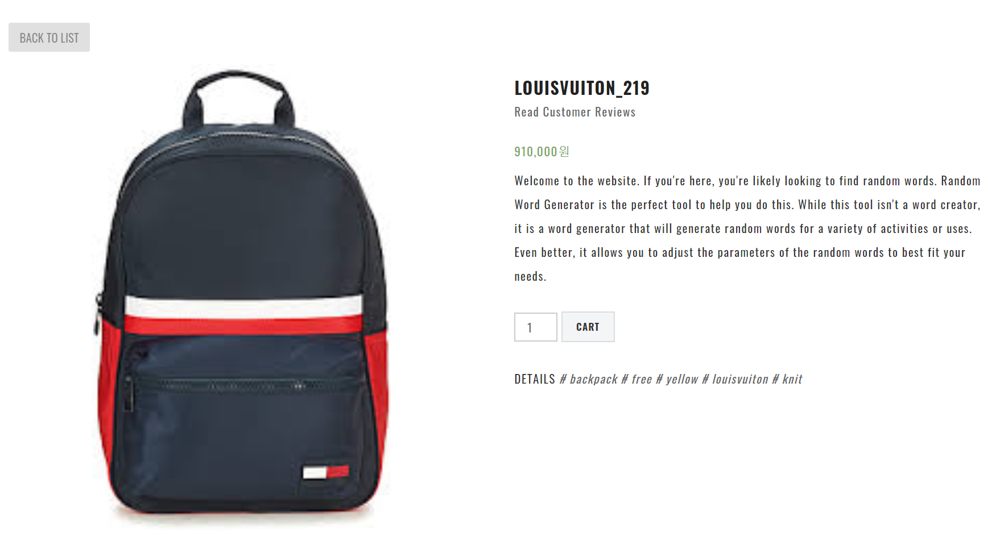 BACK TO LIST
LOUISVUITON_219
Read Customer Reviews
910,000원
Welcome to the website. If you're here, you're likely looking to find random words. Random
Word Generator is the perfect tool to help you do this. While this tool isn't a word creator,
it is a word generator that will generate random words for a variety of activities or uses.
Even better, it allows you to adjust the parameters of the random words to best fit your
needs.
1 CART
DETAILS # backpack # free # yellow # louisvuiton # knit